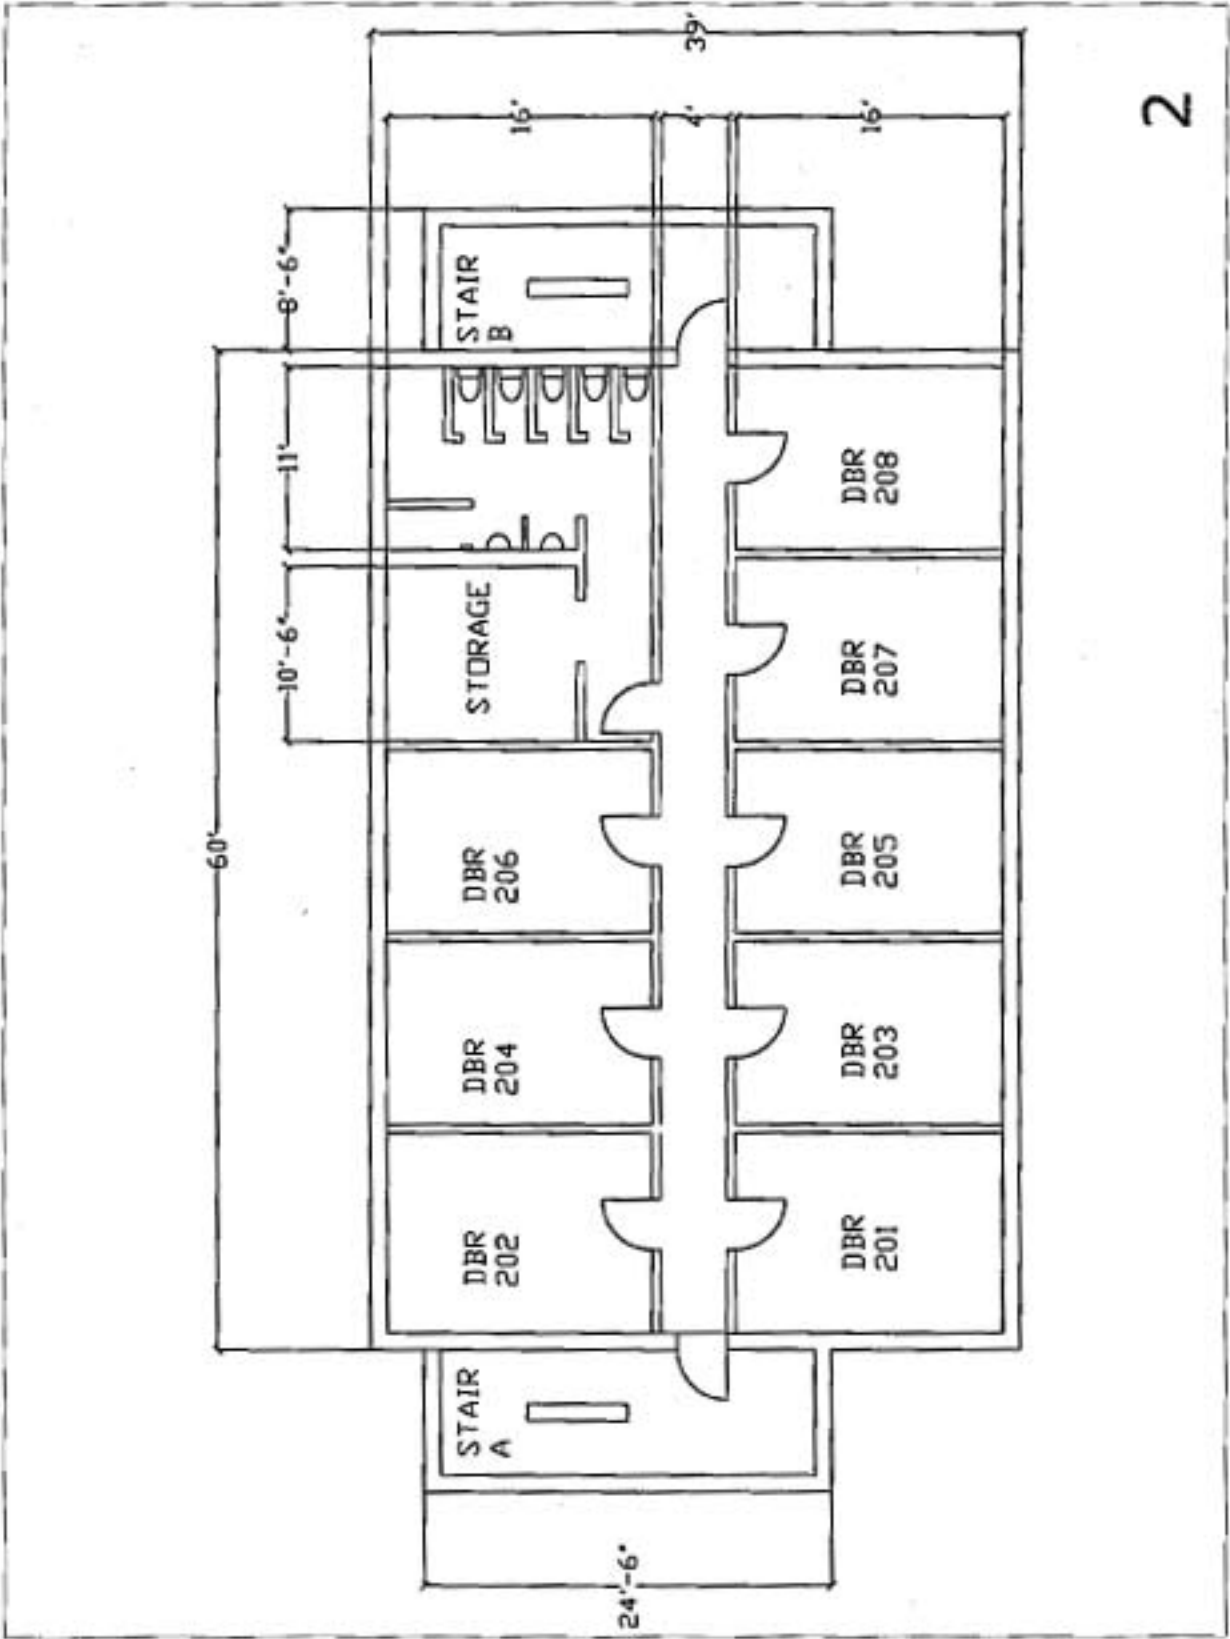 60'
10'-6"
11'
8'-6"
STAIR
A
DBR
202
DBR
204
DBR
206
STORAGE
STAIR
B
16'
24'-6"
4'
39'
DBR
201
DBR
203
DBR
205
DBR
207
DBR
208
16'
2